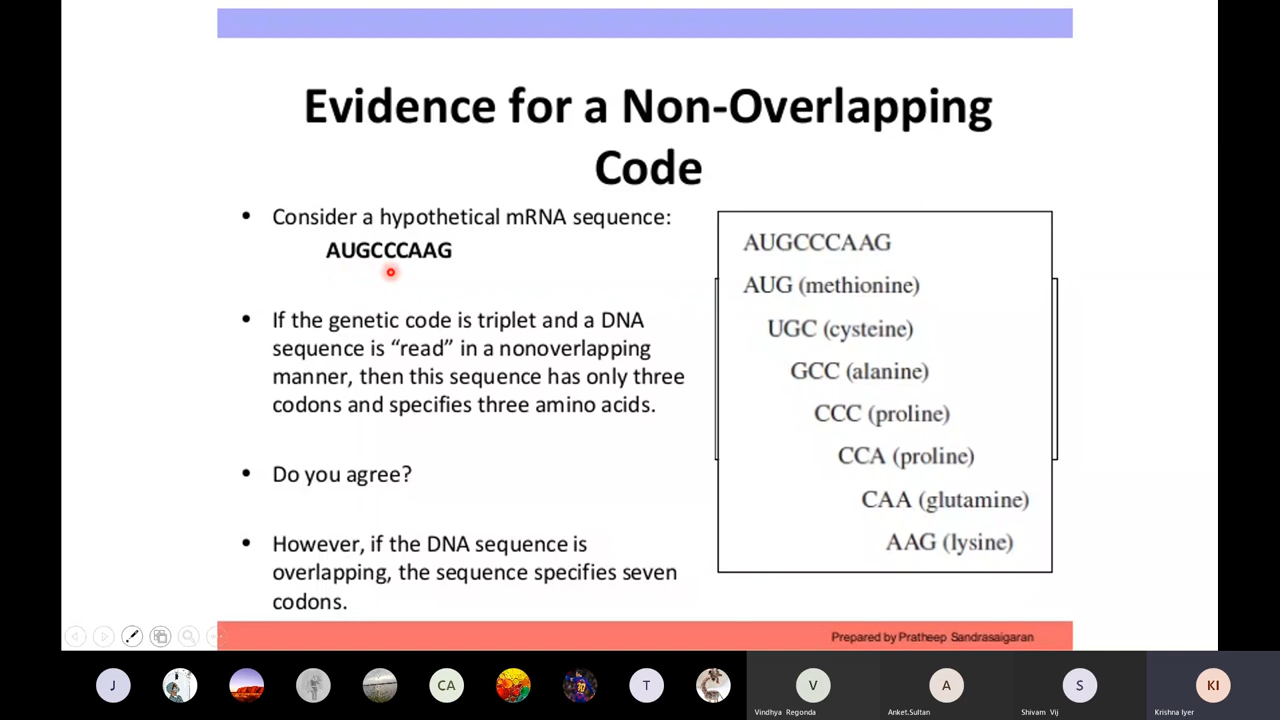 Evidence for a Non-Overlapping
Code
• Consider a hypothetical mRNA sequence:
AUGCCCAAG
• If the genetic code is triplet and a DNA
sequence is “read” in a nonoverlapping
manner, then this sequence has only three
codons and specifies three amino acids.
• Do you agree?
• However, if the DNA sequence is
overlapping, the sequence specifies seven
codons.
AUGCCCAAG
AUG (methionine)
UGC (cysteine)
GCC (alanine)
CCC (proline)
CCA (proline)
CAA (glutamine)
AAG (lysine)
Prepared by Pratheep Sandrasaigaran
J
CA
T
V
A
S
KI
Vindhya Regonda
Anket.Sultan
Shivam Vij
Krishna Iyer